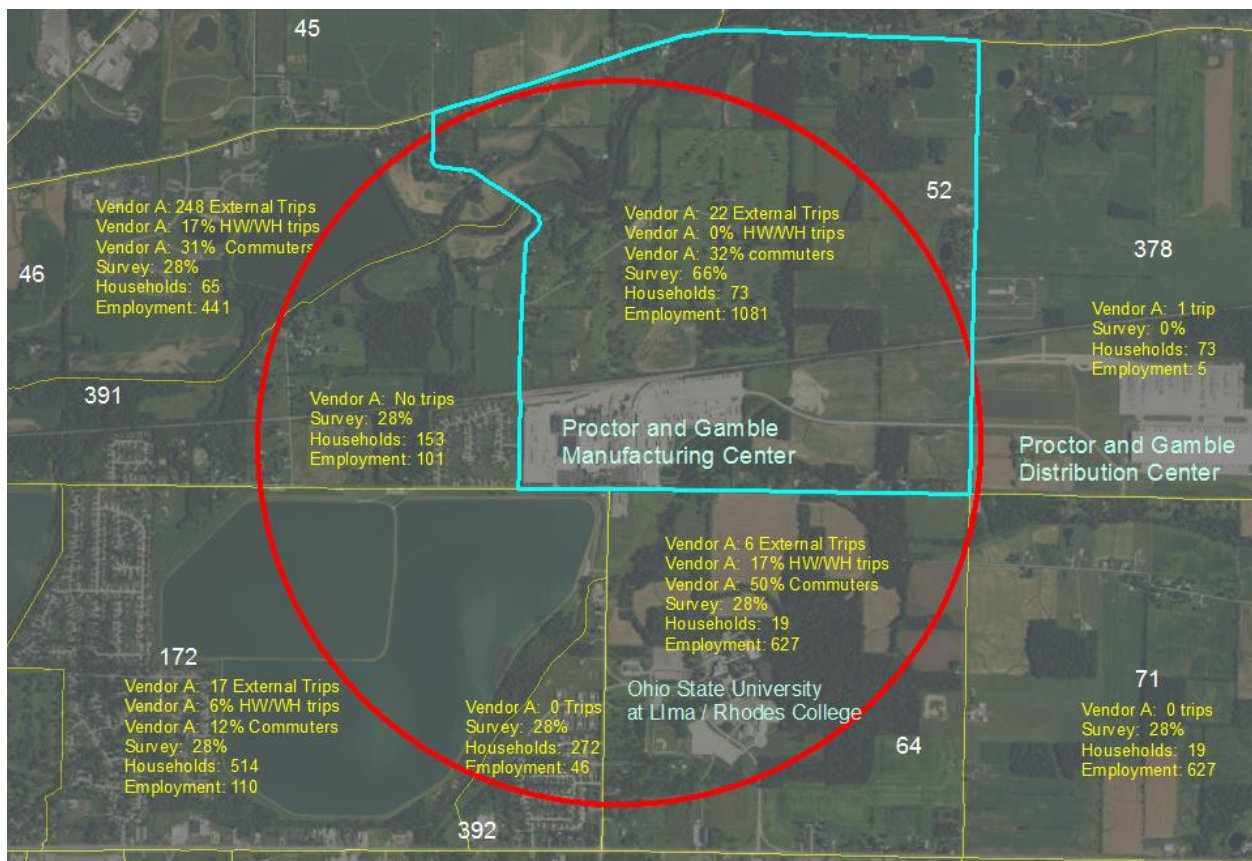 45
Vendor A: 248 External Trips
Vendor A: 17% HW/WH trips
Vendor A: 31% Commuters
Survey: 28%
Households: 65
Employment: 441
46
Vendor A: 22 External Trips
Vendor A: 0% HW/WH trips
Vendor A: 32% commuters
Survey: 66%
Households: 73
Employment: 1081
52
378
Vendor A: 1 trip
Survey: 0%
Households: 73
Employment: 5
391
Vendor A: No trips
Survey: 28%
Households: 153
Employment: 101
Proctor and Gamble
Manufacturing Center
Proctor and Gamble
Distribution Center
Vendor A: 6 External Trips
Vendor A: 17% HW/WH trips
Vendor A: 50% Commuters
Survey: 28%
Households: 19
Employment: 627
172
Vendor A: 17 External Trips
Vendor A: 6% HW/WH trips
Vendor A: 12% Commuters
Survey: 28%
Households: 514
Employment: 110
Vendor A: 0 Trips
Survey: 28%
Households: 272
Employment: 46
392
Ohio State University
at LIma / Rhodes College
64
71
Vendor A: 0 trips
Survey: 28%
Households: 19
Employment: 627